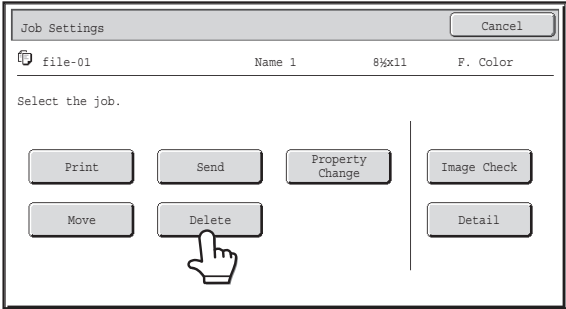 Job Settings Cancel
file-01 Name 1 8½x11 F. Color
Select the job.
Print Send Property Change Image Check
Move Delete Detail